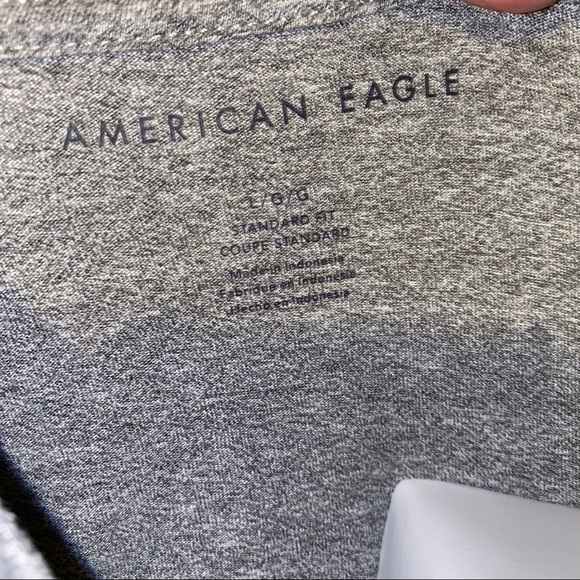 AMERICAN EAGLE
L/G/G
STANDARD FIT
COUPE STANDARD
Made in Indonesia
Fabriqué en Indonésie
Hecho en Indonesia